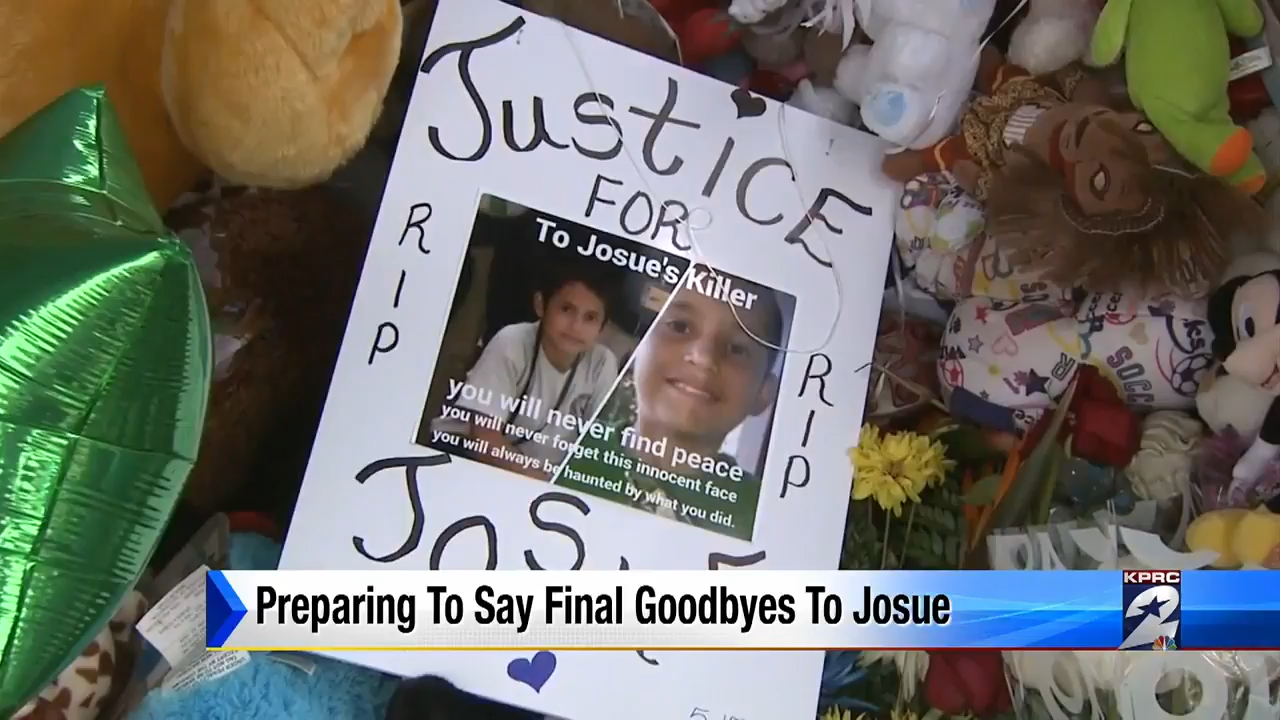 JusticE
FOR
RIP
To Josue's Killer
you will never find peace
you will never forget this innocent face
you will always be haunted by what you did.
RIP
Preparing To Say Final Goodbyes To Josue
KPRC
2
SOCC